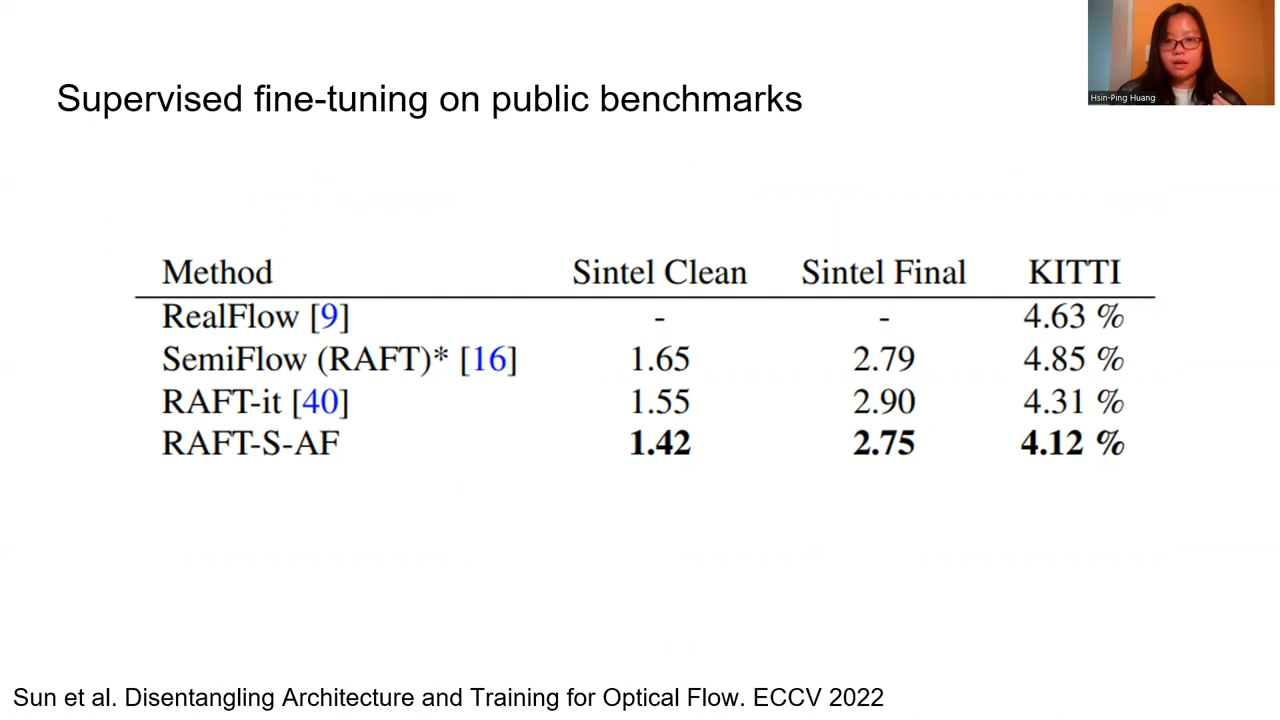 Hsin-Ping Huang
Supervised fine-tuning on public benchmarks
Method Sintel Clean Sintel Final KITTI
RealFlow [9] - - 4.63 %
SemiFlow (RAFT)* [16] 1.65 2.79 4.85 %
RAFT-it [40] 1.55 2.90 4.31 %
RAFT-S-AF 1.42 2.75 4.12 %
Sun et al. Disentangling Architecture and Training for Optical Flow. ECCV 2022